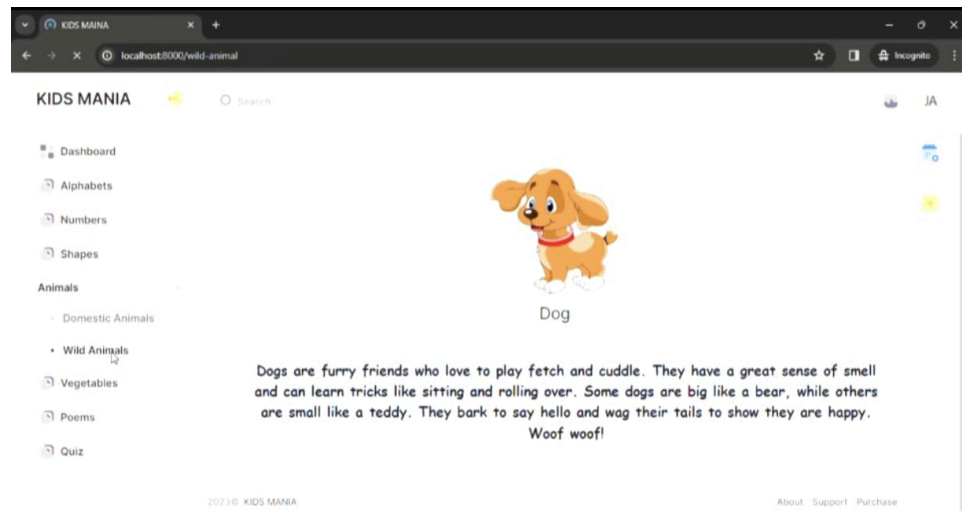 KIDS MAINA
localhost:8000/wild-animal
Incognito
KIDS MANIA
Search
JA
Dashboard
Alphabets
Numbers
Shapes
Animals
Domestic Animals
Wild Animals
Vegetables
Poems
Quiz
Dog
Dogs are furry friends who love to play fetch and cuddle. They have a great sense of smell
and can learn tricks like sitting and rolling over. Some dogs are big like a bear, while others
are small like a teddy. They bark to say hello and wag their tails to show they are happy.
Woof woof!
2023© KIDS MANIA
About Support Purchase